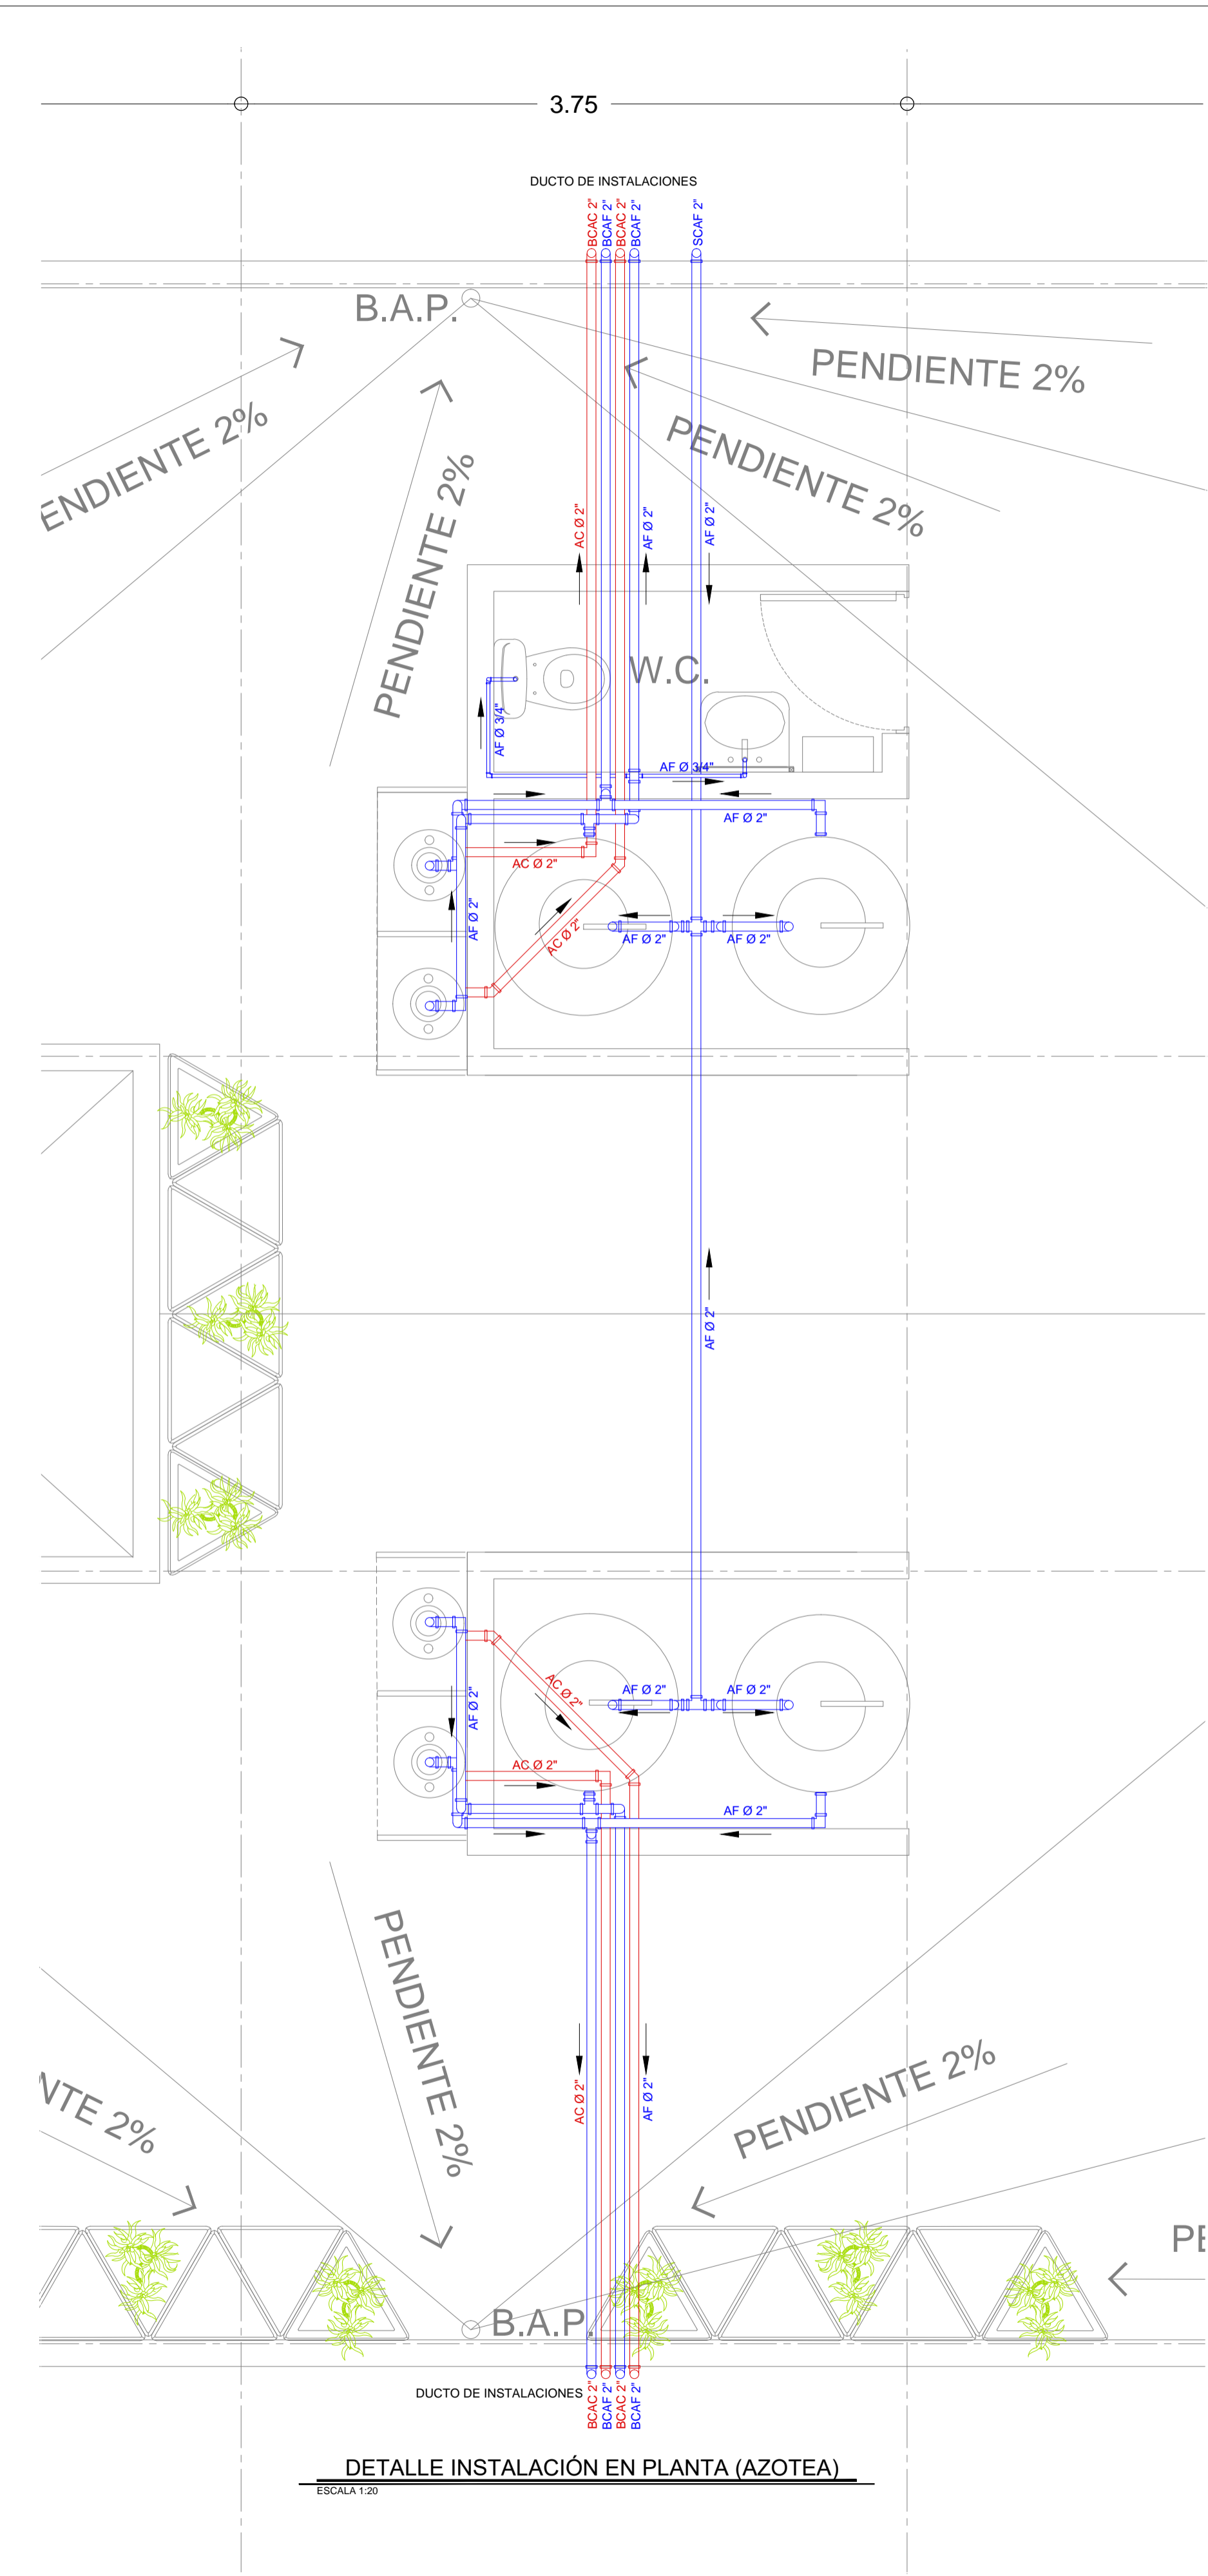 3.75
DUCTO DE INSTALACIONES
BCAC 2"
BCAF 2"
BCAC 2"
BCAF 2"
SCAF 2"
B.A.P.
PENDIENTE 2%
ENDIENTE 2%
PENDIENTE 2%
PENDIENTE 2%
AC Ø 2"
AF Ø 2"
AF Ø 2"
W.C.
AF Ø 3/4"
AF Ø 3/4"
AF Ø 2"
AC Ø 2"
AF Ø 2"
AC Ø 2"
AF Ø 2"
AF Ø 2"
AF Ø 2"
AC Ø 2"
AF Ø 2"
AF Ø 2"
AF Ø 2"
AC Ø 2"
AF Ø 2"
PENDIENTE 2%
NTE 2%
PENDIENTE 2%
AC Ø 2"
AF Ø 2"
PE
B.A.P.
DUCTO DE INSTALACIONES
BCAC 2"
BCAF 2"
BCAC 2"
BCAF 2"
DETALLE INSTALACIÓN EN PLANTA (AZOTEA)
ESCALA 1:20